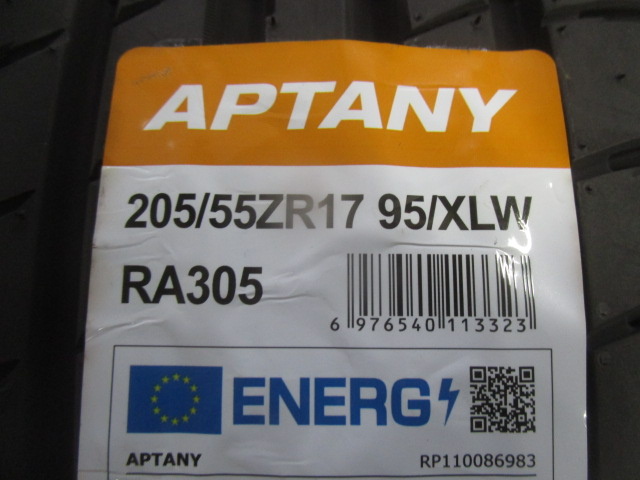 APTANY
205/55ZR17 95/XLW
RA305
6 976540 113323
ENERG
APTANY RP110086983